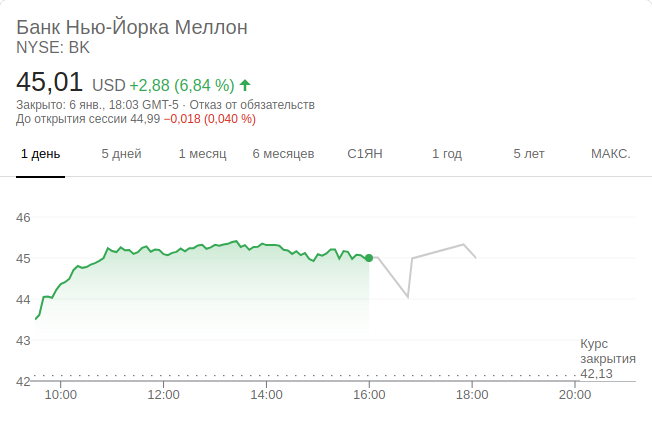 Банк Нью-Йорка Меллон
NYSE: BK
45,01 USD +2,88 (6,84 %)
Закрыто: 6 янв., 18:03 GMT-5 · Отказ от обязательств
До открытия сессии 44,99 −0,018 (0,040 %)
1 день 5 дней 1 месяц 6 месяцев С1ЯН 1 год 5 лет МАКС.
46
45
44
43
Курс
закрытия
42,13
42
10:00 12:00 14:00 16:00 18:00 20:00